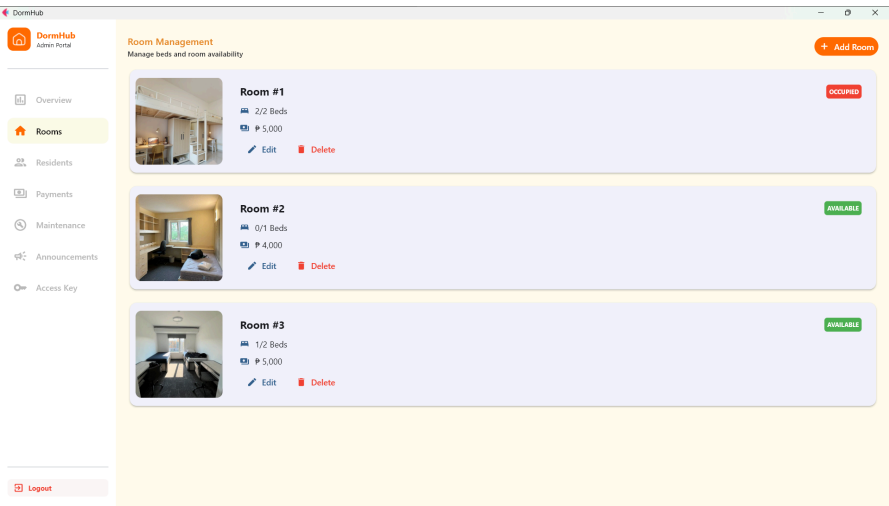 DormHub
DormHub
Admin Portal
Overview
Rooms
Residents
Payments
Maintenance
Announcements
Access Key
Logout
Room Management
Manage beds and room availability
+ Add Room
Room #1
OCCUPIED
2/2 Beds
₱ 5,000
Edit Delete
Room #2
AVAILABLE
0/1 Beds
₱ 4,000
Edit Delete
Room #3
AVAILABLE
1/2 Beds
₱ 5,000
Edit Delete